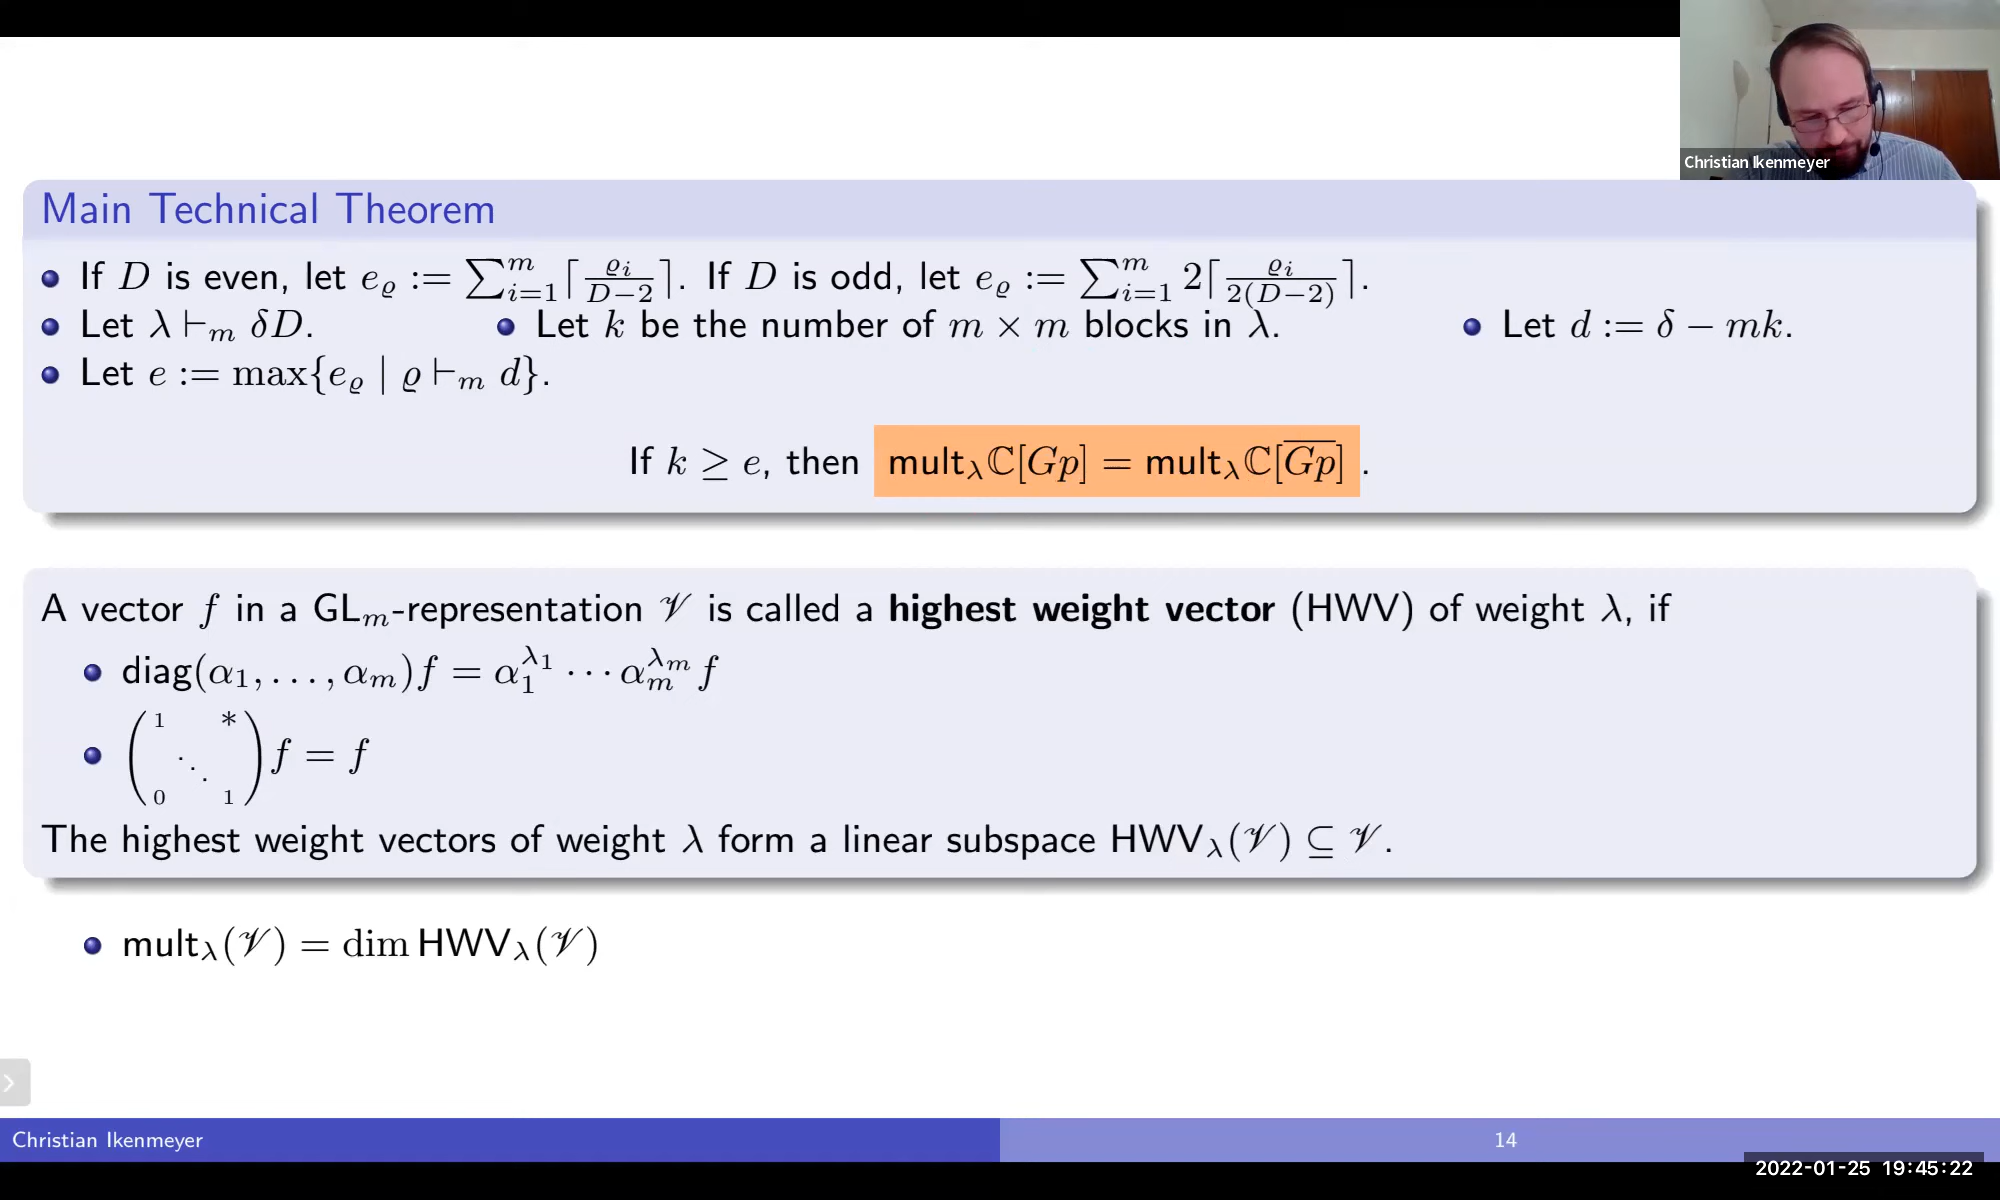 Christian Ikenmeyer
Main Technical Theorem
• If D is even, let e_ϱ := ∑_{i=1}^{m} ⌈ϱ_i/(D−2)⌉. If D is odd, let e_ϱ := ∑_{i=1}^{m} 2⌈ϱ_i/(2(D−2))⌉.
• Let λ ⊢_m δD. • Let k be the number of m × m blocks in λ. • Let d := δ − mk.
• Let e := max{e_ϱ | ϱ ⊢_m d}.
If k ≥ e, then mult_λ ℂ[Gp] = mult_λ ℂ[\overline{Gp}].
A vector f in a GL_m-representation 𝒱 is called a highest weight vector (HWV) of weight λ, if
• diag(α_1, …, α_m)f = α_1^{λ_1} ⋯ α_m^{λ_m} f
• \begin{pmatrix} 1 & & * \\ & ⋱ & \\ 0 & & 1 \end{pmatrix} f = f
The highest weight vectors of weight λ form a linear subspace HWV_λ(𝒱) ⊆ 𝒱.
• mult_λ(𝒱) = dim HWV_λ(𝒱)
Christian Ikenmeyer 14
2022-01-25 19:45:22